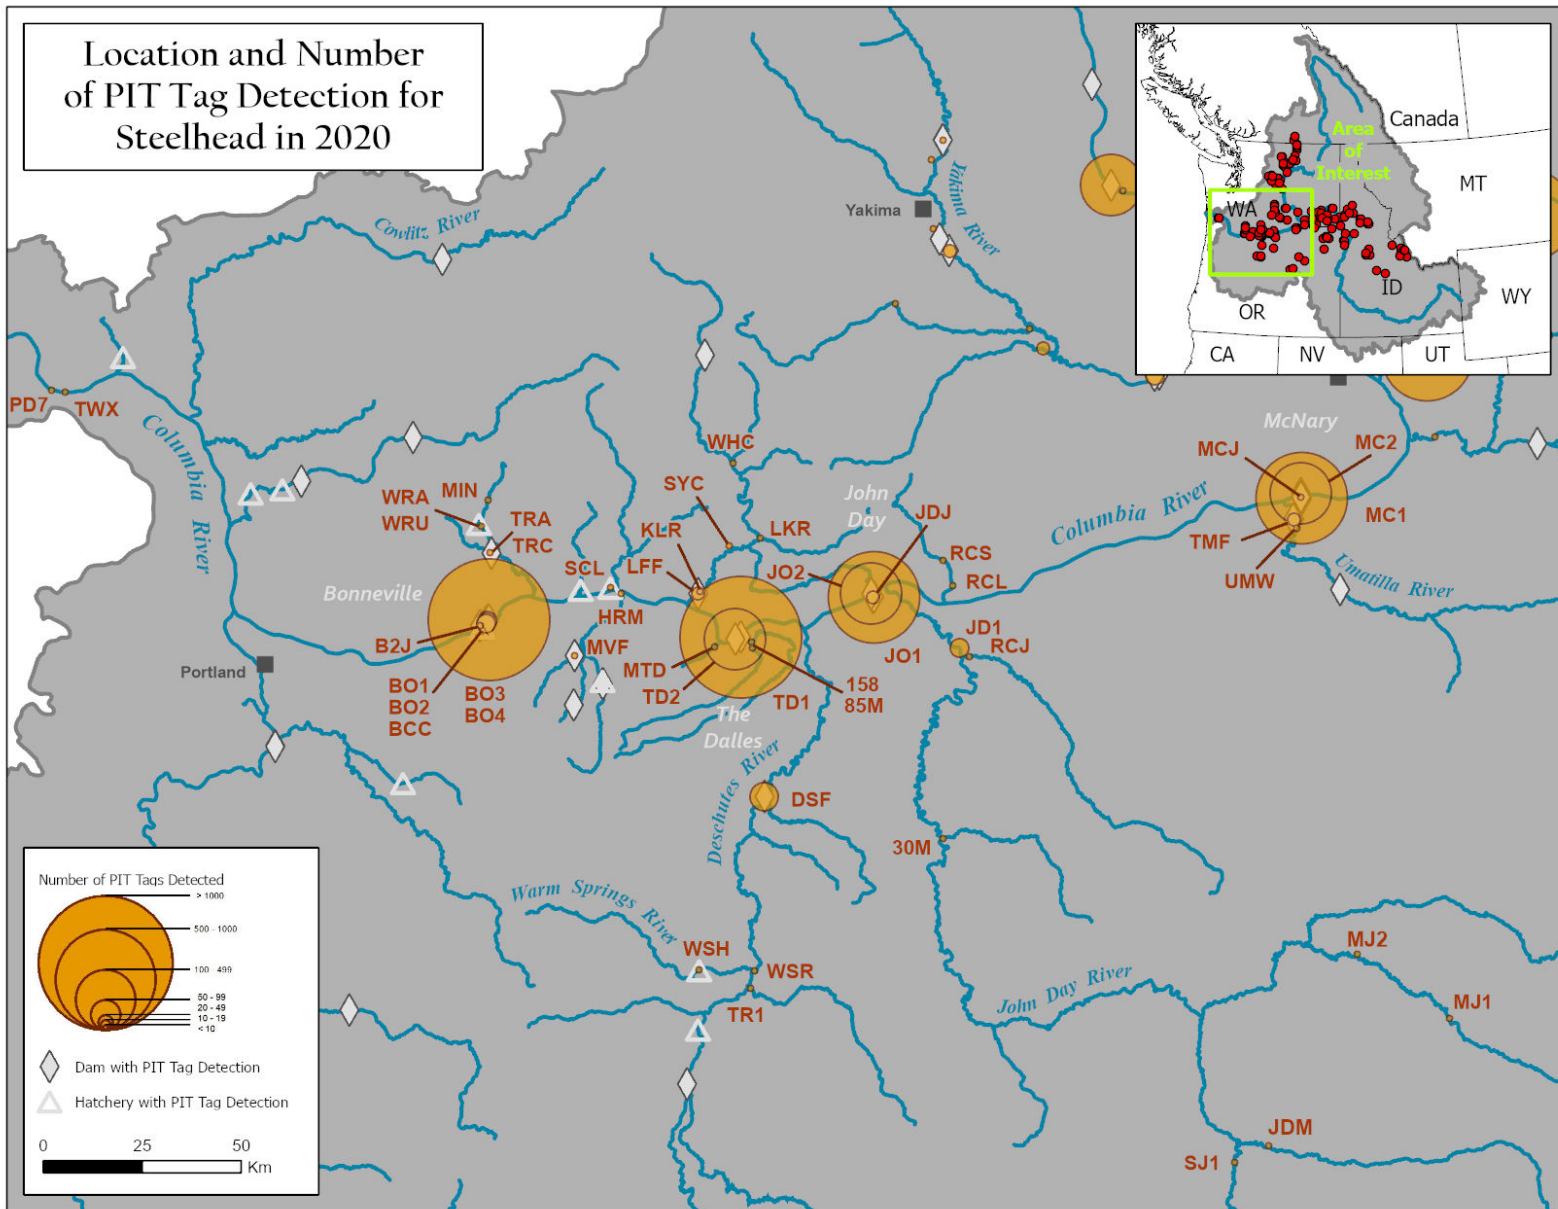 Location and Number
of PIT Tag Detection for
Steelhead in 2020
Canada
Area
of
Interest
WA
MT
OR
ID
WY
CA
NV
UT
Cowlitz River
Yakima
Yakima River
PD7
TWX
Columbia River
McNary
MCJ
MC2
MC1
TMF
UMW
Umatilla River
WHC
SYC
KLR
LFF
LKR
John
Day
JDJ
JO2
JO1
RCS
RCL
Columbia River
MIN
WRA
WRU
TRA
TRC
SCL
HRM
Bonneville
B2J
BO1
BO2
BCC
BO3
BO4
MVF
MTD
TD2
TD1
158
85M
JD1
RCJ
The
Dalles
Portland
Deschutes River
DSF
30M
Warm Springs River
WSH
WSR
TR1
John Day River
MJ2
MJ1
JDM
SJ1
Number of PIT Tags Detected
> 1000
500 - 1000
100 - 499
50 - 99
20 - 49
10 - 19
< 10
Dam with PIT Tag Detection
Hatchery with PIT Tag Detection
0 25 50
Km